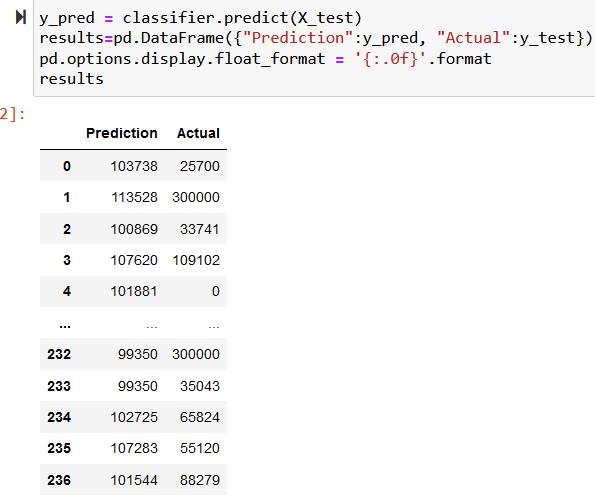 y_pred = classifier.predict(X_test)
results=pd.DataFrame({"Prediction":y_pred, "Actual":y_test})
pd.options.display.float_format = '{:.0f}'.format
results
2]:
Prediction Actual
0 103738 25700
1 113528 300000
2 100869 33741
3 107620 109102
4 101881 0
... ... ...
232 99350 300000
233 99350 35043
234 102725 65824
235 107283 55120
236 101544 88279